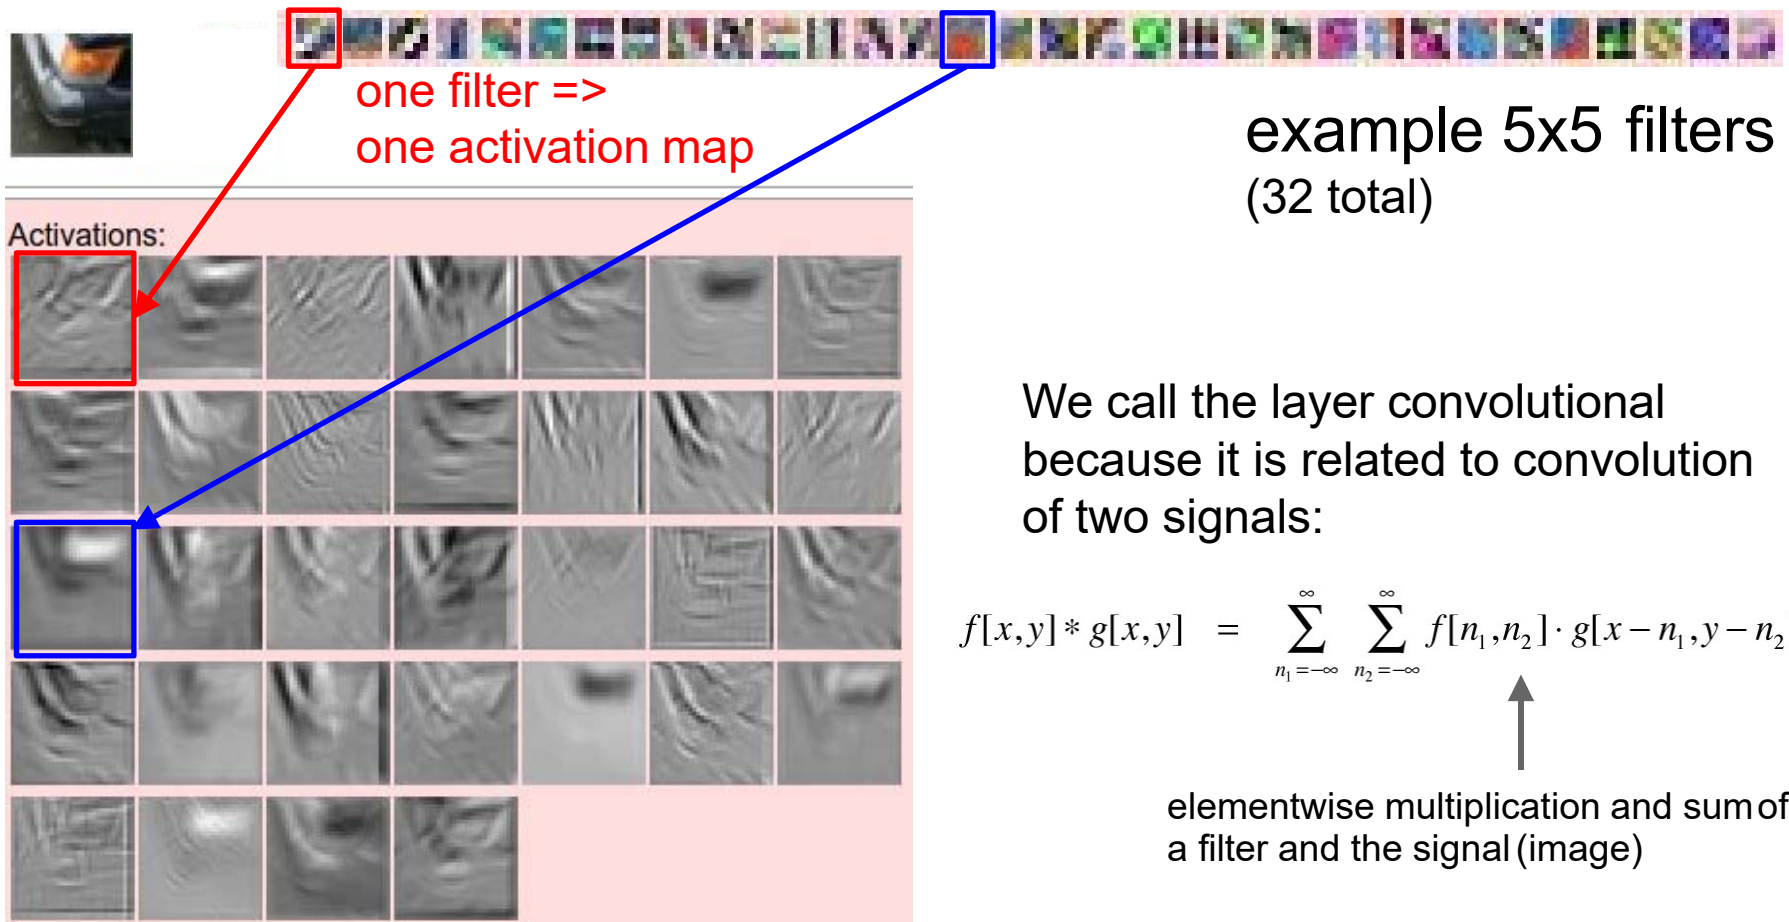 one filter =>
one activation map
example 5x5 filters
(32 total)
Activations:
We call the layer convolutional
because it is related to convolution
of two signals:
f[x,y] * g[x,y] = ∑_{n₁=-∞}^{∞} ∑_{n₂=-∞}^{∞} f[n₁,n₂] · g[x - n₁, y - n₂
elementwise multiplication and sum of
a filter and the signal (image)